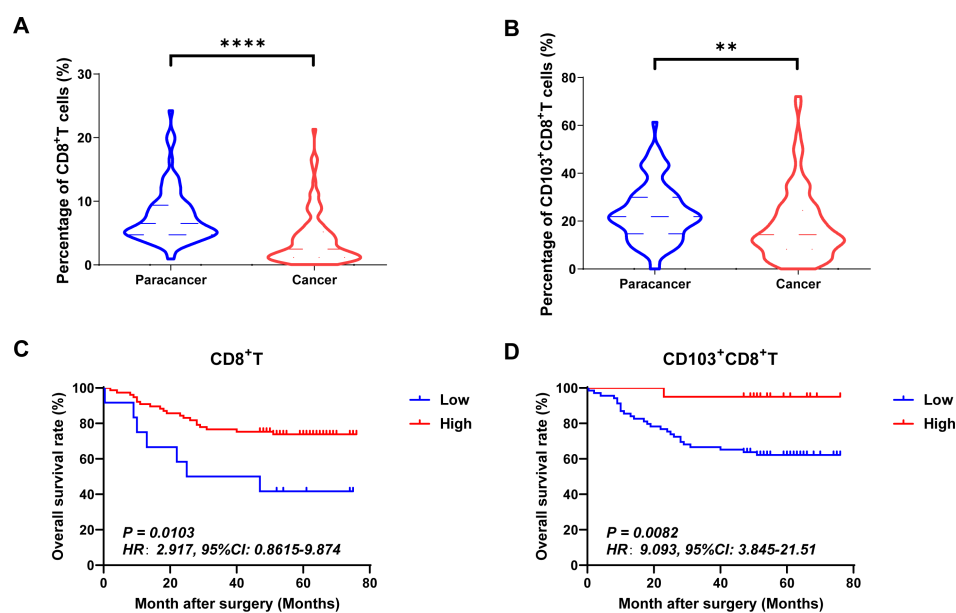 A
****
Percentage of CD8⁺T cells (%)
30
20
10
0
Paracancer
Cancer
B
**
Percentage of CD103⁺CD8⁺T cells (%)
80
60
40
20
0
Paracancer
Cancer
C
CD8⁺T
Overall survival rate (%)
100
80
60
40
20
0
P = 0.0103
HR: 2.917, 95%CI: 0.8615-9.874
0
20
40
60
80
Month after surgery (Months)
Low
High
D
CD103⁺CD8⁺T
Overall survival rate (%)
100
80
60
40
20
0
P = 0.0082
HR: 9.093, 95%CI: 3.845-21.51
0
20
40
60
80
Month after surgery (Months)
Low
High